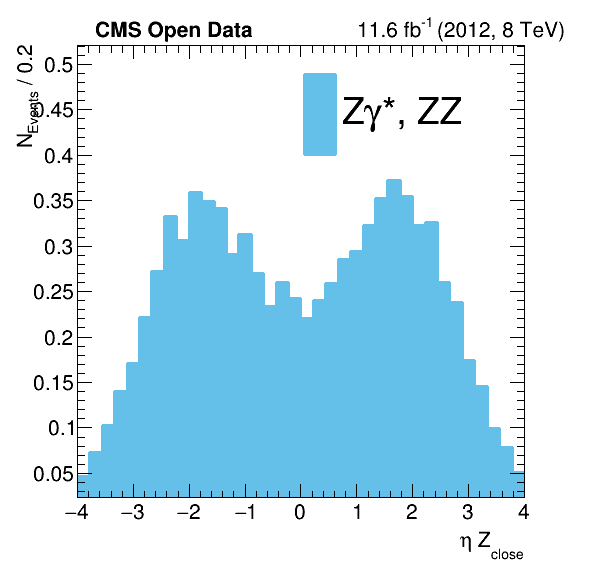 CMS Open Data 11.6 fb⁻¹ (2012, 8 TeV)
N_Events / 0.2
0.5
0.45
0.4
0.35
0.3
0.25
0.2
0.15
0.1
0.05
Zγ*, ZZ
−4 −3 −2 −1 0 1 2 3 4
η Z_close